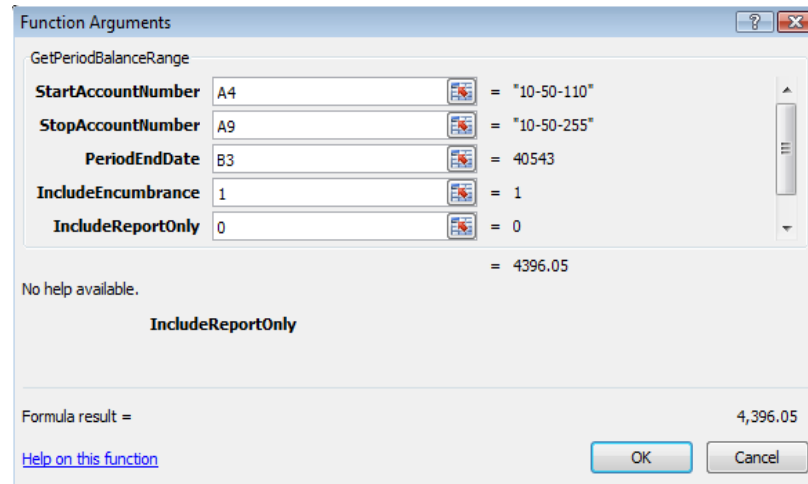 Function Arguments
GetPeriodBalanceRange
StartAccountNumber A4 = "10-50-110"
StopAccountNumber A9 = "10-50-255"
PeriodEndDate B3 = 40543
IncludeEncumbrance 1 = 1
IncludeReportOnly 0 = 0
= 4396.05
No help available.
IncludeReportOnly
Formula result = 4,396.05
Help on this function OK Cancel